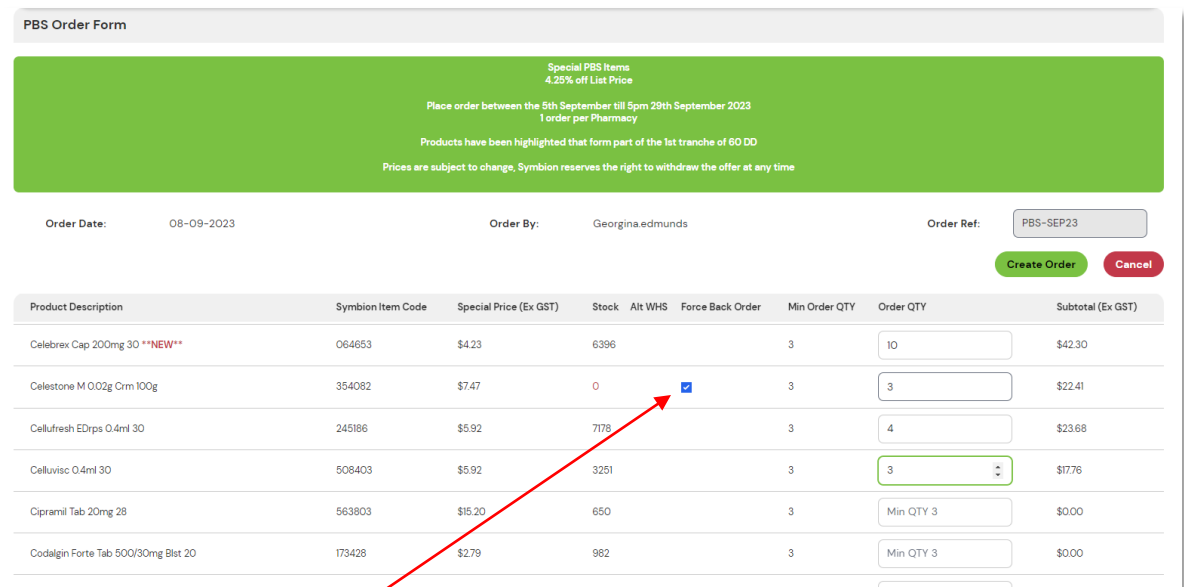 PBS Order Form
Special PBS Items
4.25% off List Price
Place order between the 5th September till 5pm 29th September 2023
1 order per Pharmacy
Products have been highlighted that form part of the 1st tranche of 60 DD
Prices are subject to change, Symbion reserves the right to withdraw the offer at any time
Order Date: 08-09-2023 Order By: Georgina.edmunds Order Ref: PBS-SEP23
Create Order Cancel
Product Description Symbion Item Code Special Price (Ex GST) Stock Alt WHS Force Back Order Min Order QTY Order QTY Subtotal (Ex GST)
Celebrex Cap 200mg 30 **NEW** 064653 $4.23 6396 3 10 $42.30
Celestone M 0.02g Crm 100g 354082 $7.47 0 3 3 $22.41
Cellufresh EDrps 0.4ml 30 245186 $5.92 7178 3 4 $23.68
Celluvisc 0.4ml 30 508403 $5.92 3251 3 3 $17.76
Cipramil Tab 20mg 28 563803 $15.20 650 3 Min QTY 3 $0.00
Codalgin Forte Tab 500/30mg Blst 20 173428 $2.79 982 3 Min QTY 3 $0.00